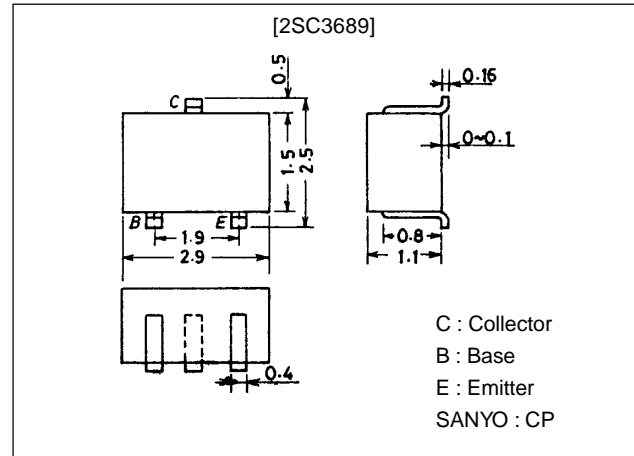 [2SC3689]
C
0.5
0.16
1.5
2.5
0~0.1
B
E
1.9
2.9
0.8
1.1
0.4
C : Collector
B : Base
E : Emitter
SANYO : CP